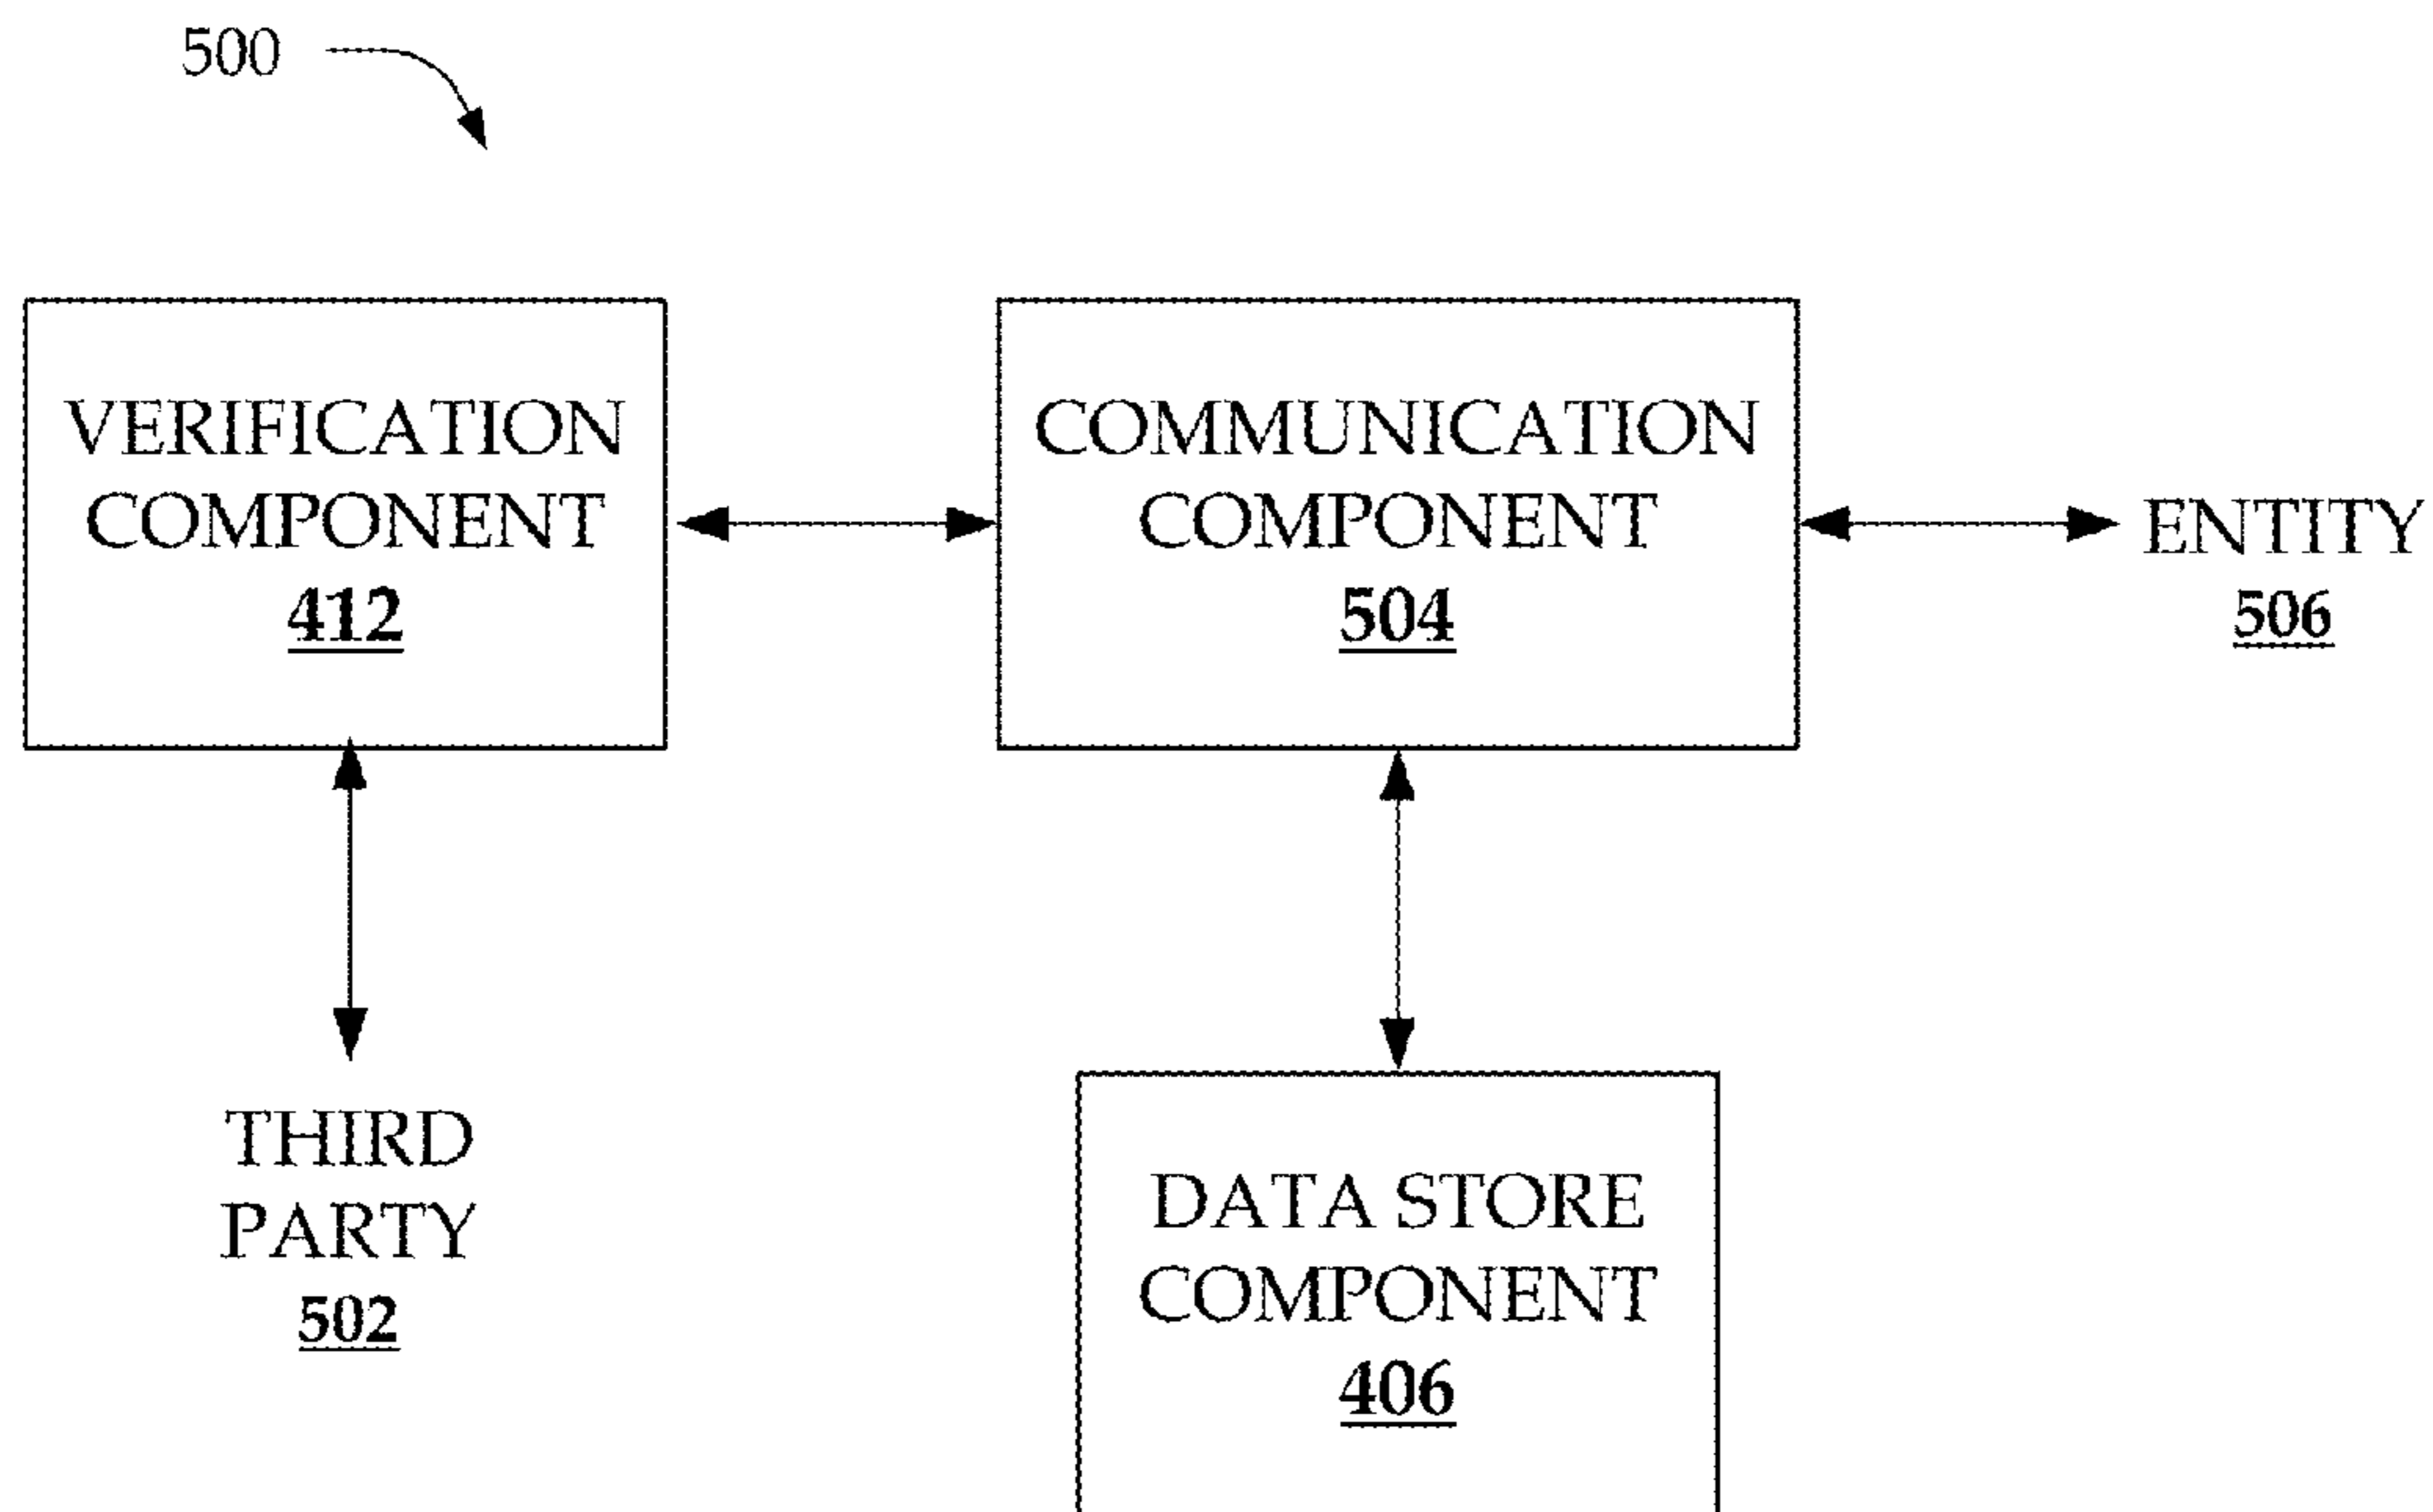 500
VERIFICATION
COMPONENT
412
COMMUNICATION
COMPONENT
504
ENTITY
506
THIRD
PARTY
502
DATA STORE
COMPONENT
406